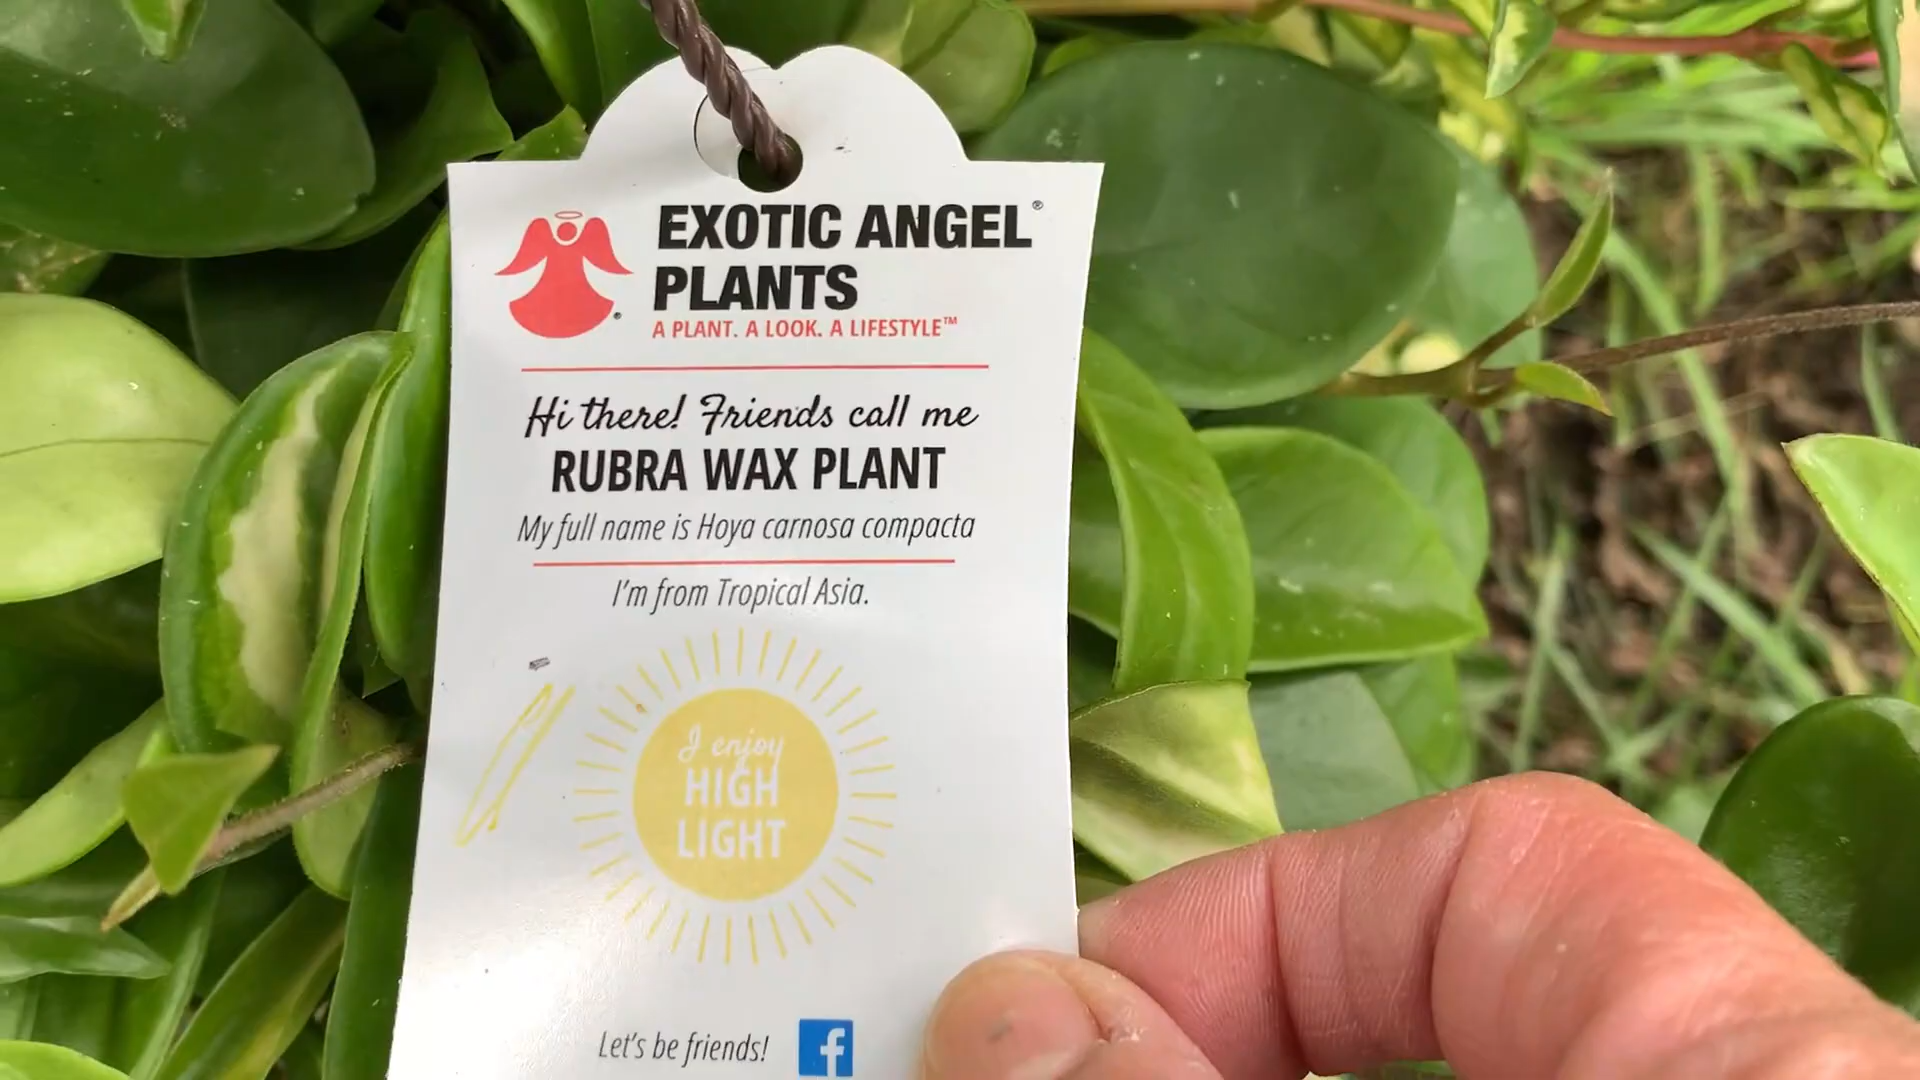 EXOTIC ANGEL®
PLANTS
A PLANT. A LOOK. A LIFESTYLE™
Hi there! Friends call me
RUBRA WAX PLANT
My full name is Hoya carnosa compacta
I'm from Tropical Asia.
I enjoy
HIGH
LIGHT
Let's be friends! f